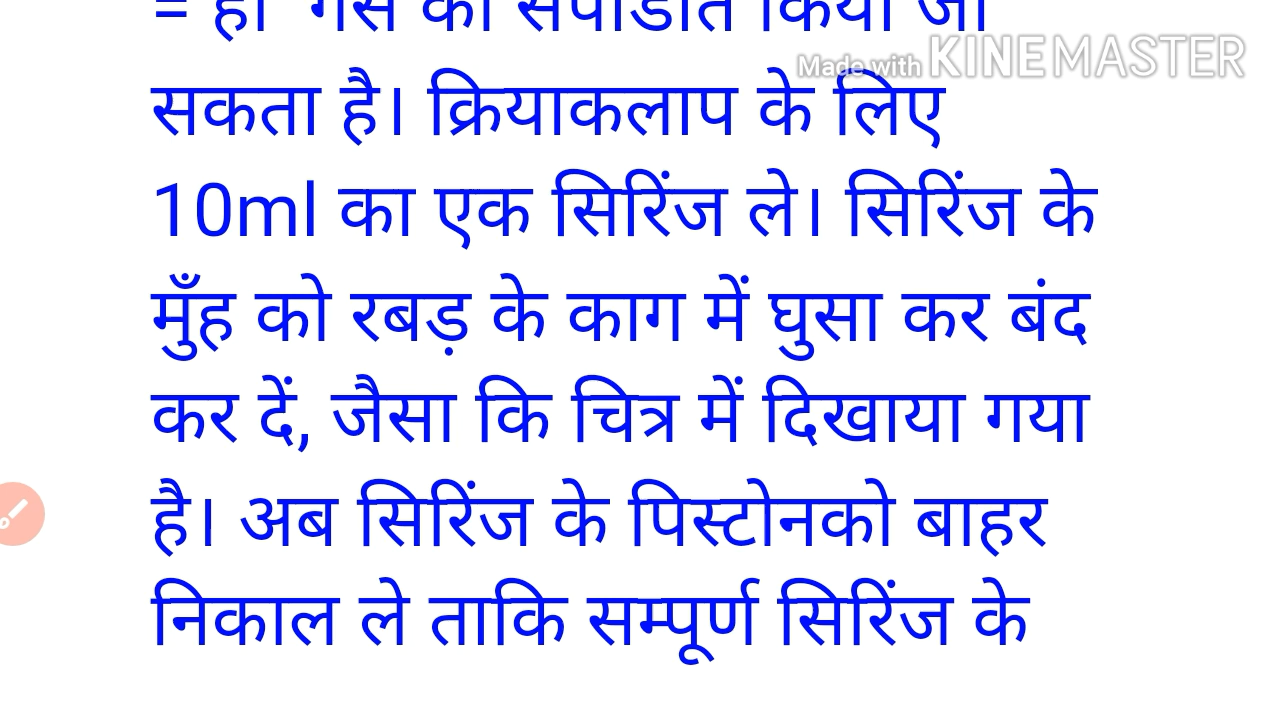 = हाँ गैस को संपीडीत किया जा
Made with KINEMASTER
सकता है। क्रियाकलाप के लिए
10ml का एक सिरिंज ले। सिरिंज के
मुँह को रबड़ के काग में घुसा कर बंद
कर दें, जैसा कि चित्र में दिखाया गया
है। अब सिरिंज के पिस्टोनको बाहर
निकाल ले ताकि सम्पूर्ण सिरिंज के